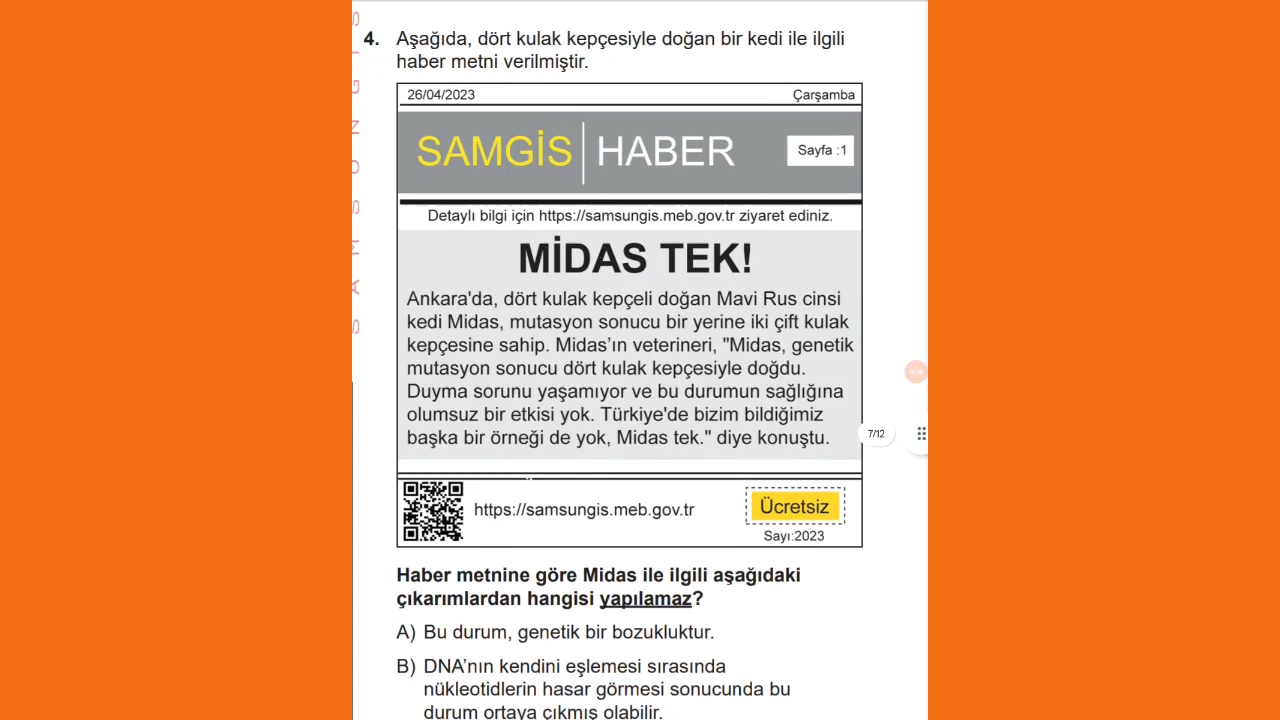 4. Aşağıda, dört kulak kepçesiyle doğan bir kedi ile ilgili
haber metni verilmiştir.
26/04/2023 Çarşamba
SAMGİS HABER Sayfa :1
Detaylı bilgi için https://samsungis.meb.gov.tr ziyaret ediniz.
MİDAS TEK!
Ankara'da, dört kulak kepçeli doğan Mavi Rus cinsi
kedi Midas, mutasyon sonucu bir yerine iki çift kulak
kepçesine sahip. Midas’ın veterineri, "Midas, genetik
mutasyon sonucu dört kulak kepçesiyle doğdu.
Duyma sorunu yaşamıyor ve bu durumun sağlığına
olumsuz bir etkisi yok. Türkiye'de bizim bildiğimiz
başka bir örneği de yok, Midas tek." diye konuştu.
7/12
https://samsungis.meb.gov.tr Ücretsiz
Sayı:2023
Haber metnine göre Midas ile ilgili aşağıdaki
çıkarımlardan hangisi yapılamaz?
A) Bu durum, genetik bir bozukluktur.
B) DNA’nın kendini eşlemesi sırasında
nükleotidlerin hasar görmesi sonucunda bu
durum ortaya çıkmış olabilir.
SAMSUNGİS